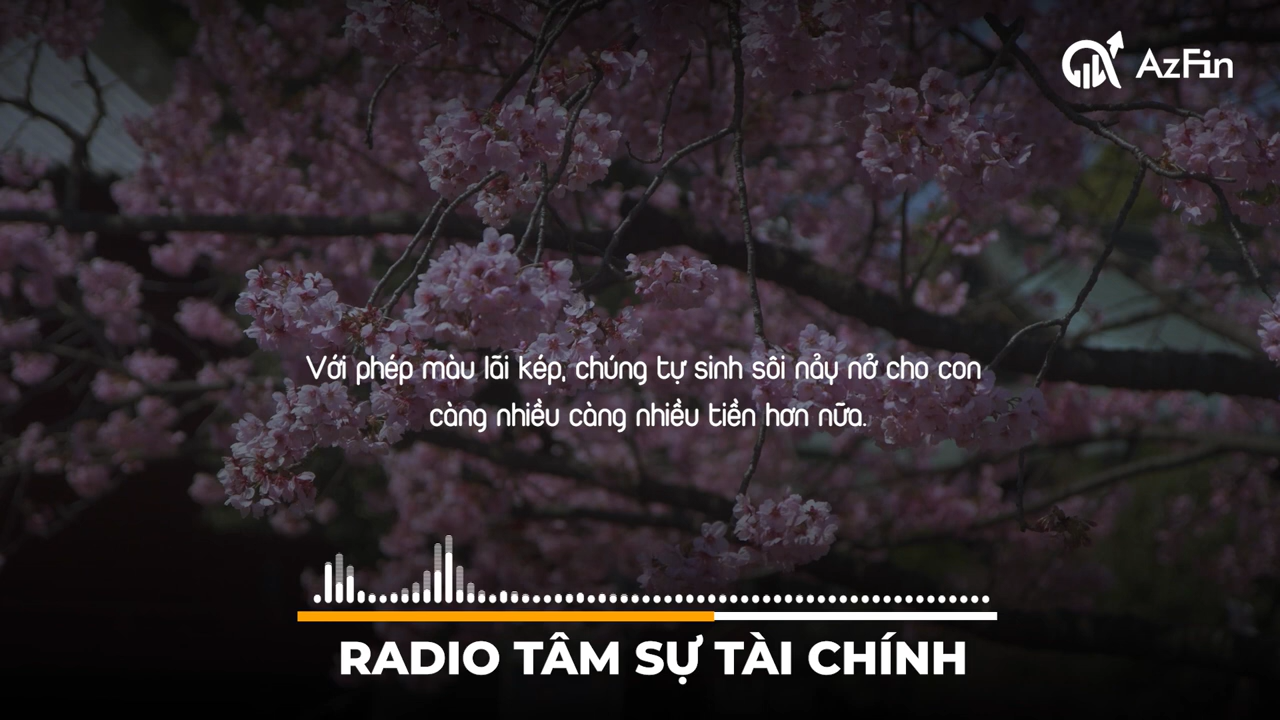 AzFin
Với phép màu lãi kép, chúng tự sinh sôi nảy nở cho con
càng nhiều càng nhiều tiền hơn nữa.
RADIO TÂM SỰ TÀI CHÍNH